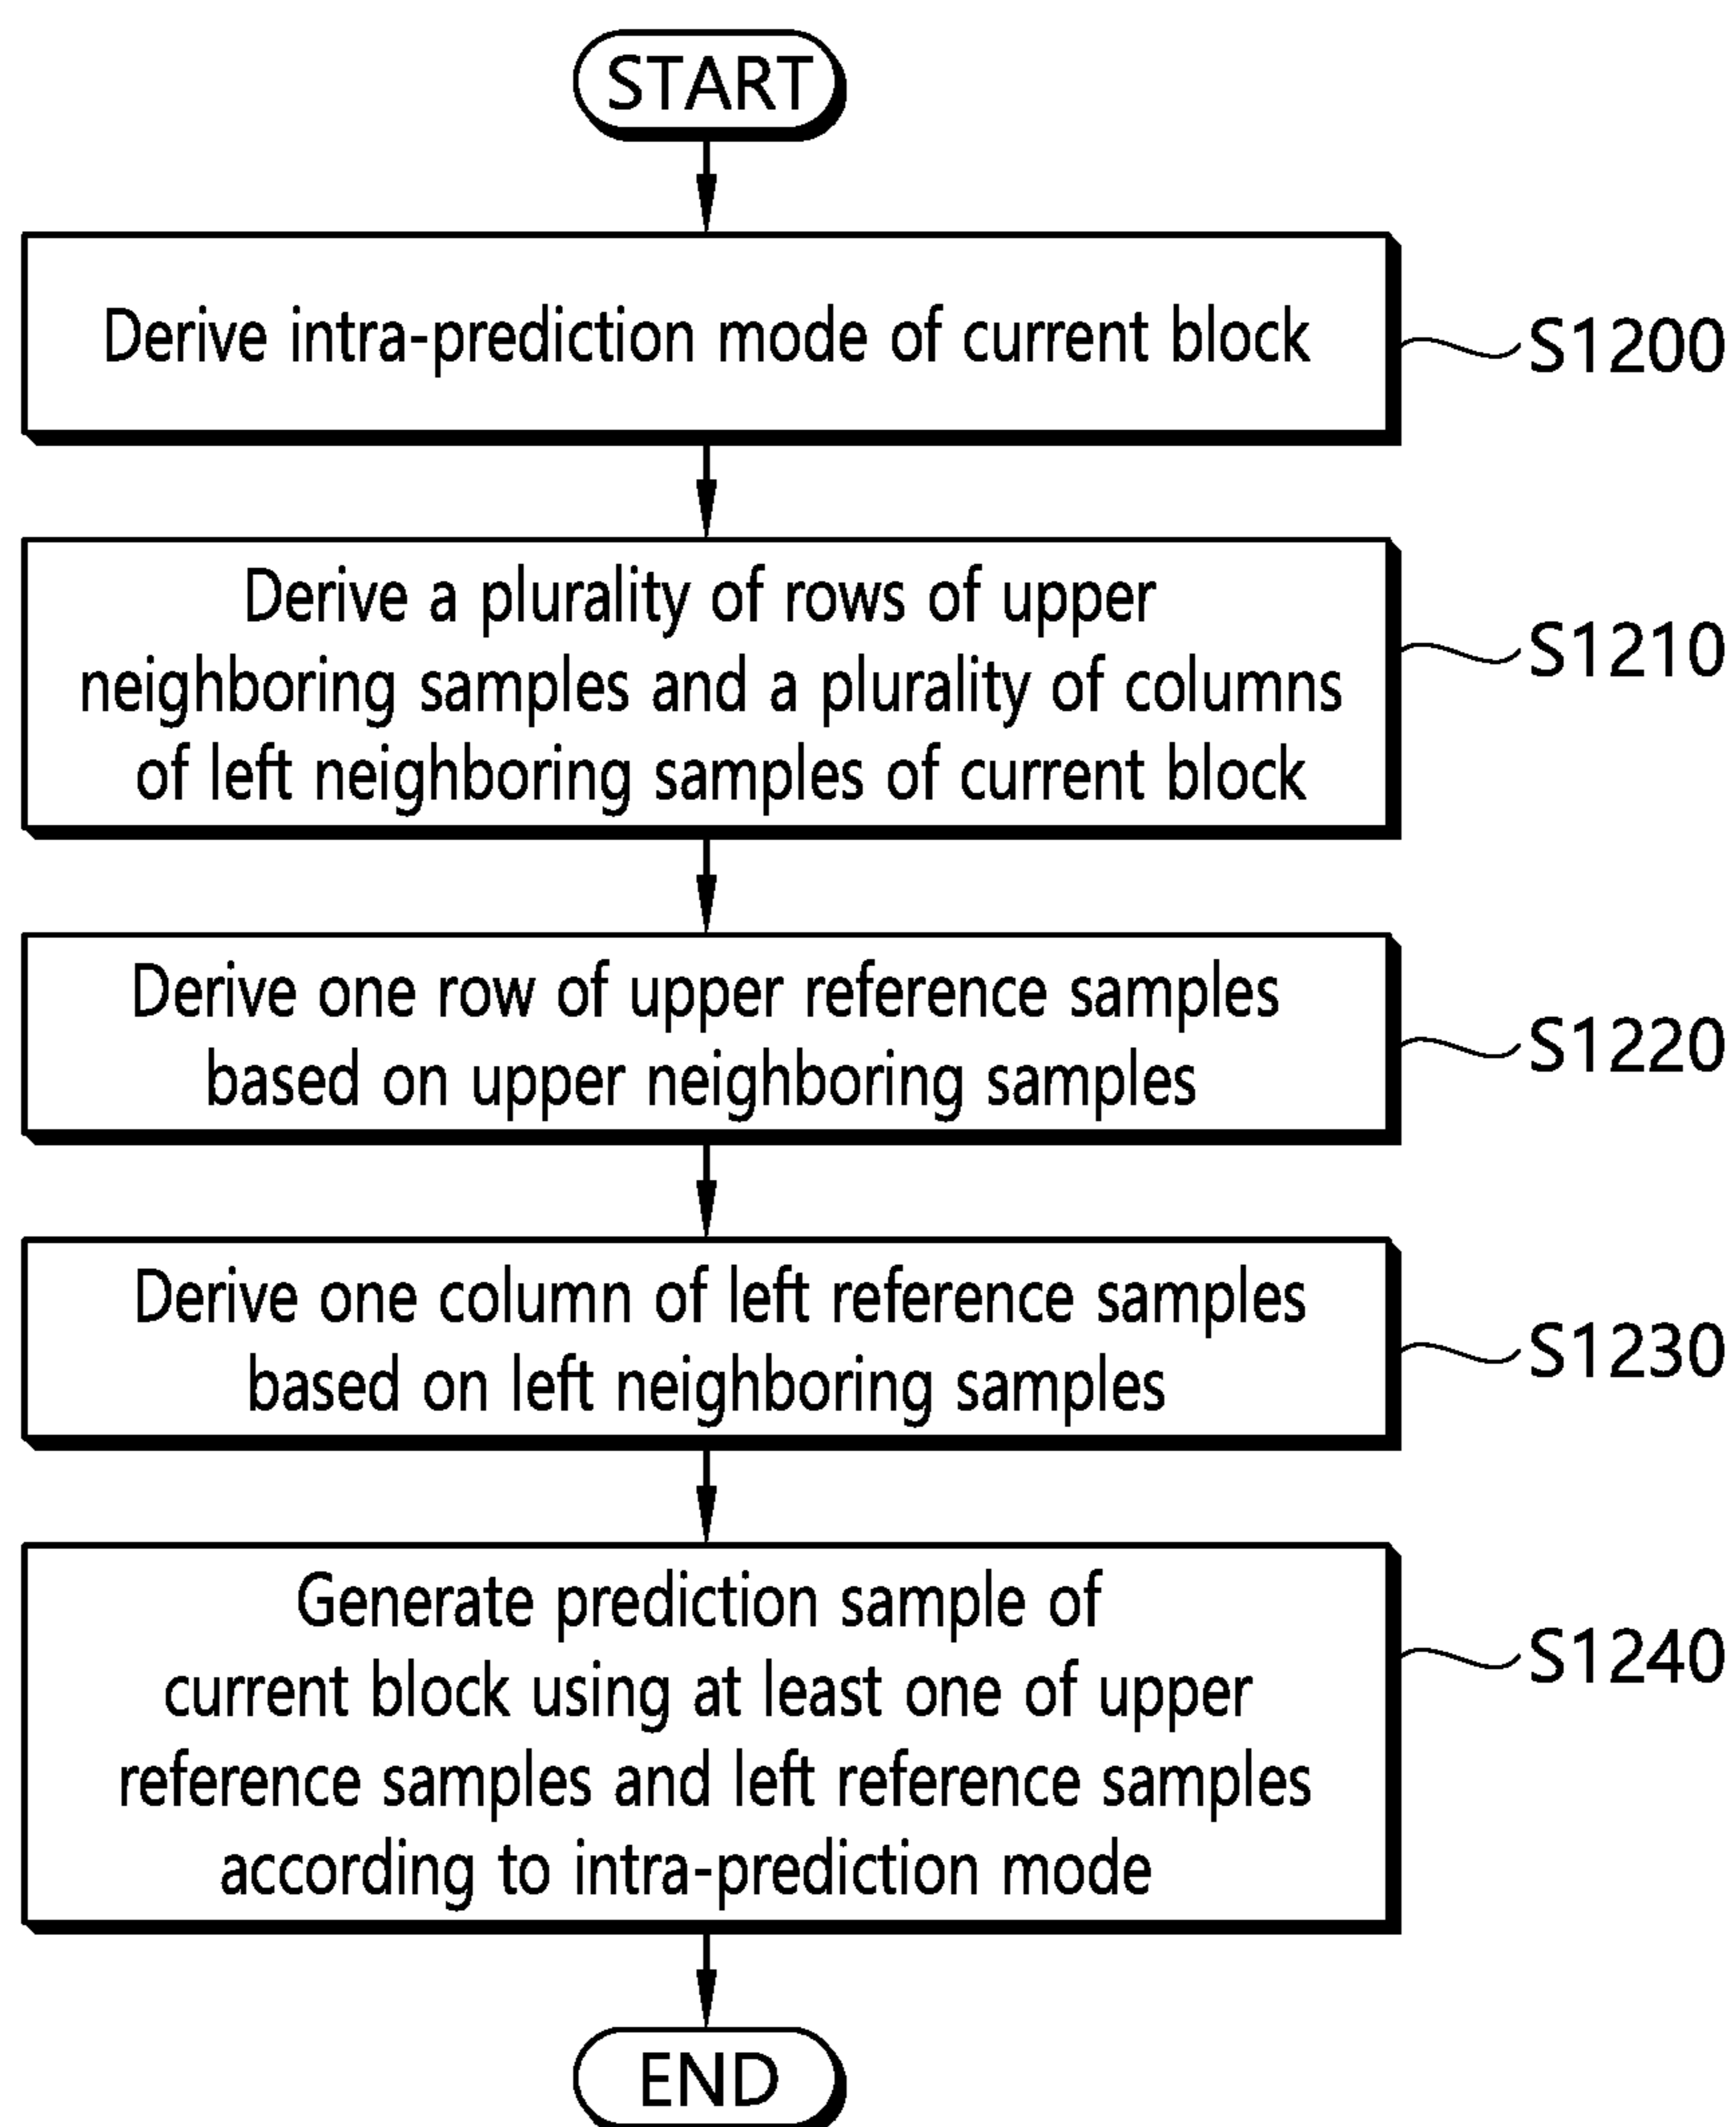 START
Derive intra-prediction mode of current block
S1200
Derive a plurality of rows of upper
neighboring samples and a plurality of columns
of left neighboring samples of current block
S1210
Derive one row of upper reference samples
based on upper neighboring samples
S1220
Derive one column of left reference samples
based on left neighboring samples
S1230
Generate prediction sample of
current block using at least one of upper
reference samples and left reference samples
according to intra-prediction mode
S1240
END